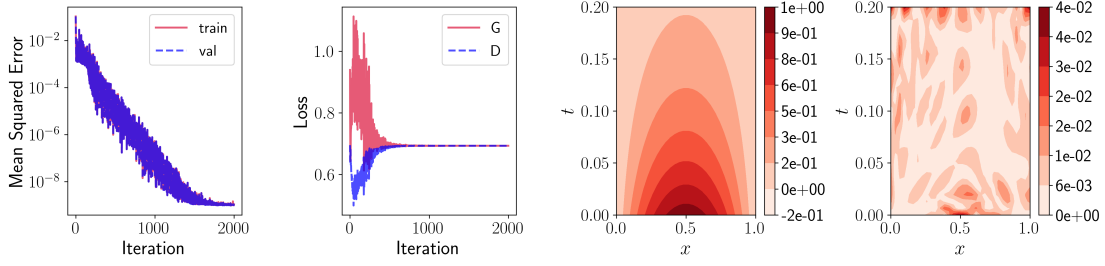 Mean Squared Error
10⁻²
10⁻⁴
10⁻⁶
10⁻⁸
train
val
0
1000
2000
Iteration
Loss
1.0
0.8
0.6
G
D
0
1000
2000
Iteration
t
0.20
0.15
0.10
0.05
0.00
0.0
0.5
1.0
x
1e+00
9e-01
8e-01
6e-01
5e-01
3e-01
2e-01
0e+00
-2e-01
t
0.20
0.15
0.10
0.05
0.00
0.0
0.5
1.0
x
4e-02
4e-02
3e-02
2e-02
2e-02
1e-02
6e-03
0e+00